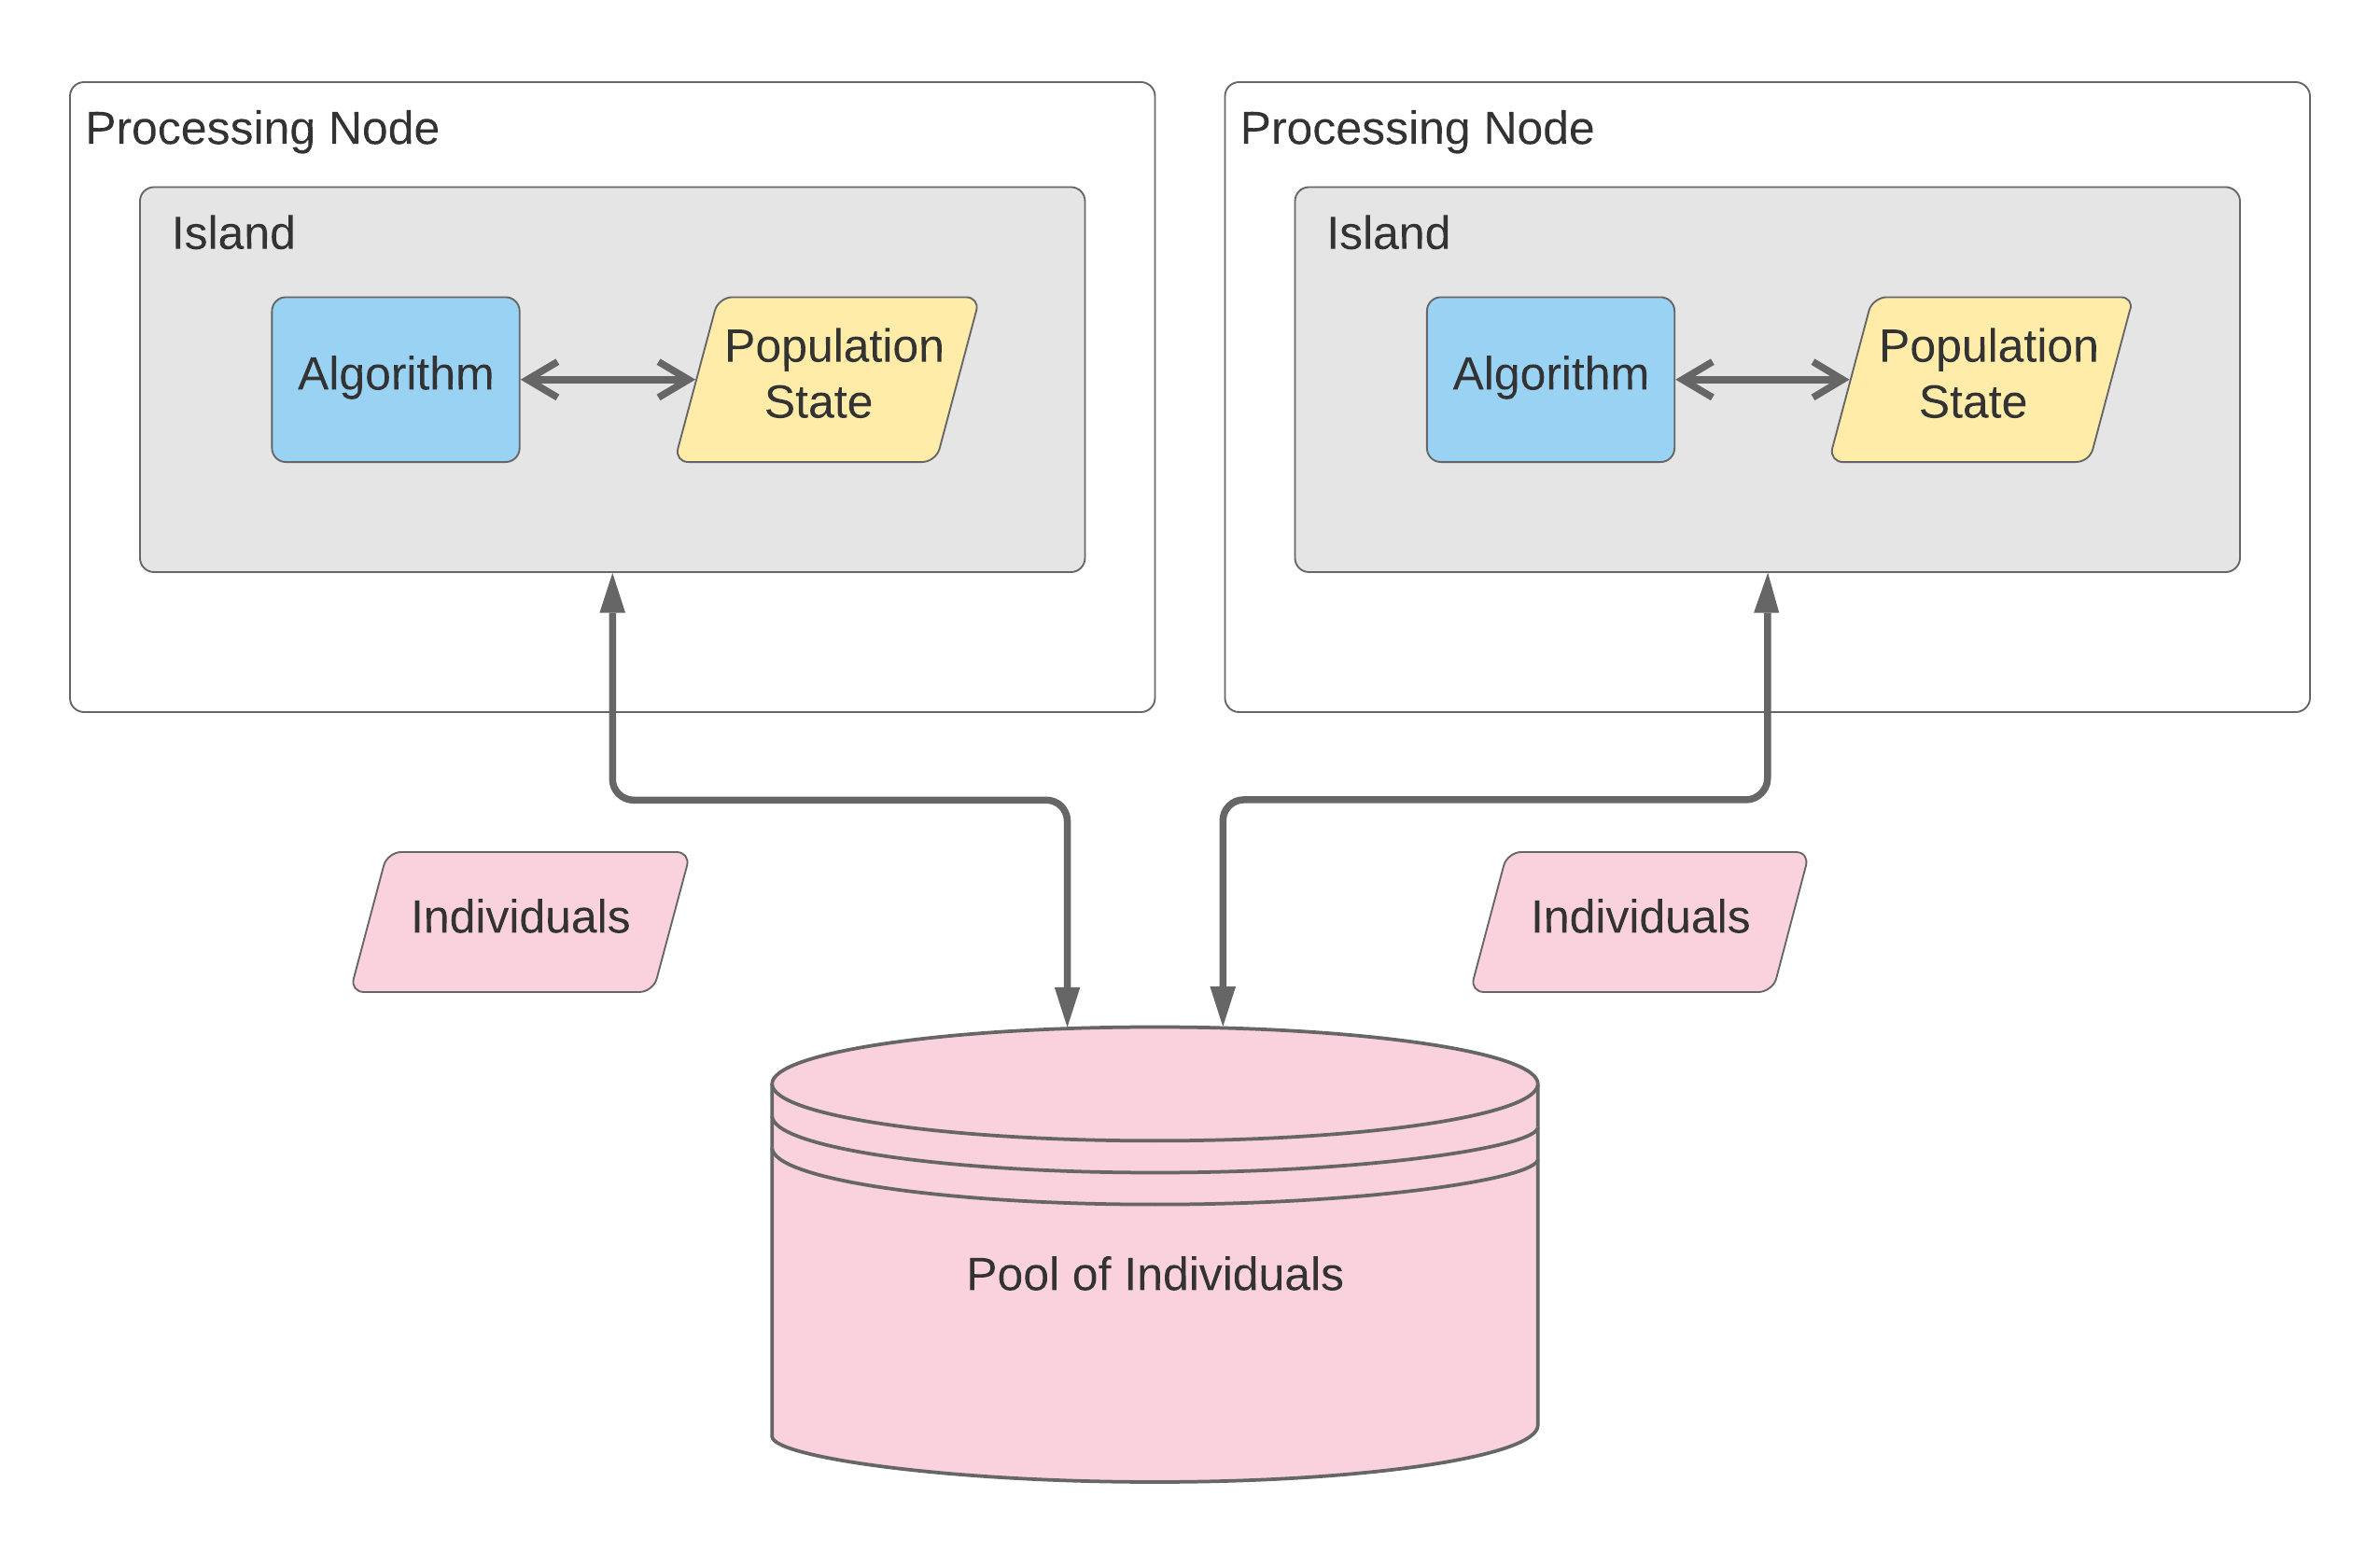 Processing Node
Island
Algorithm
Population
State
Processing Node
Island
Algorithm
Population
State
Individuals
Individuals
Pool of Individuals